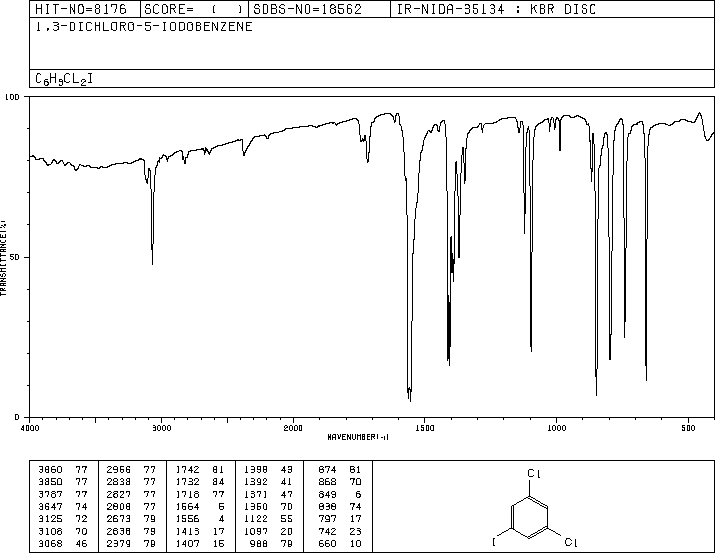 HIT-NO=8176 SCORE= ( ) SDBS-NO=18562 IR-NIDA-35134 : KBR DISC
1,3-DICHLORO-5-IODOBENZENE
C6H3CL2I
100
50
0
TRANSMITTANCE(%)
4000 3000 2000 1500 1000 500
WAVENUMBER(-1)
3860 77 2956 77 1742 81 1398 43 874 81
3850 77 2838 77 1732 84 1392 41 868 70
3787 77 2827 77 1718 77 1371 47 849 6
3647 74 2808 77 1564 5 1350 70 838 74
3125 72 2673 79 1556 4 1122 55 797 17
3108 70 2638 79 1413 17 1097 20 742 23
3068 46 2379 78 1407 15 988 79 660 10
Cl
I
Cl